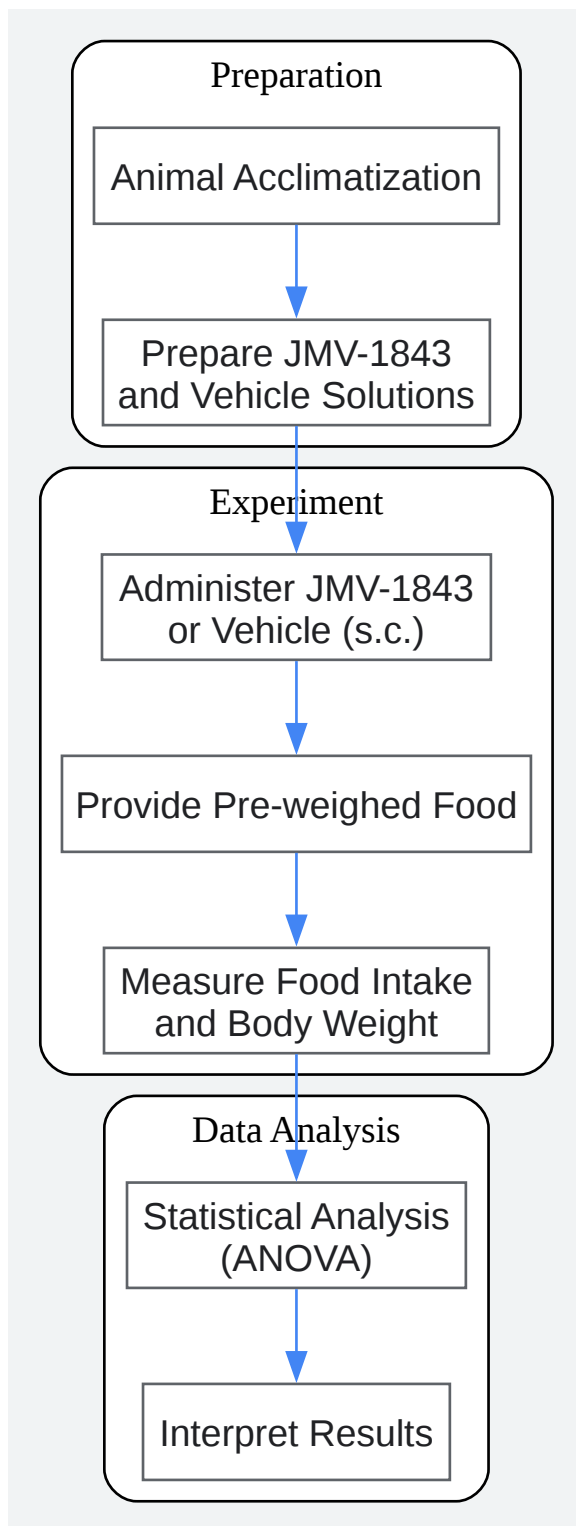 Preparation
Animal Acclimatization
Prepare JMV-1843
and Vehicle Solutions
Experiment
Administer JMV-1843
or Vehicle (s.c.)
Provide Pre-weighed Food
Measure Food Intake
and Body Weight
Data Analysis
Statistical Analysis
(ANOVA)
Interpret Results